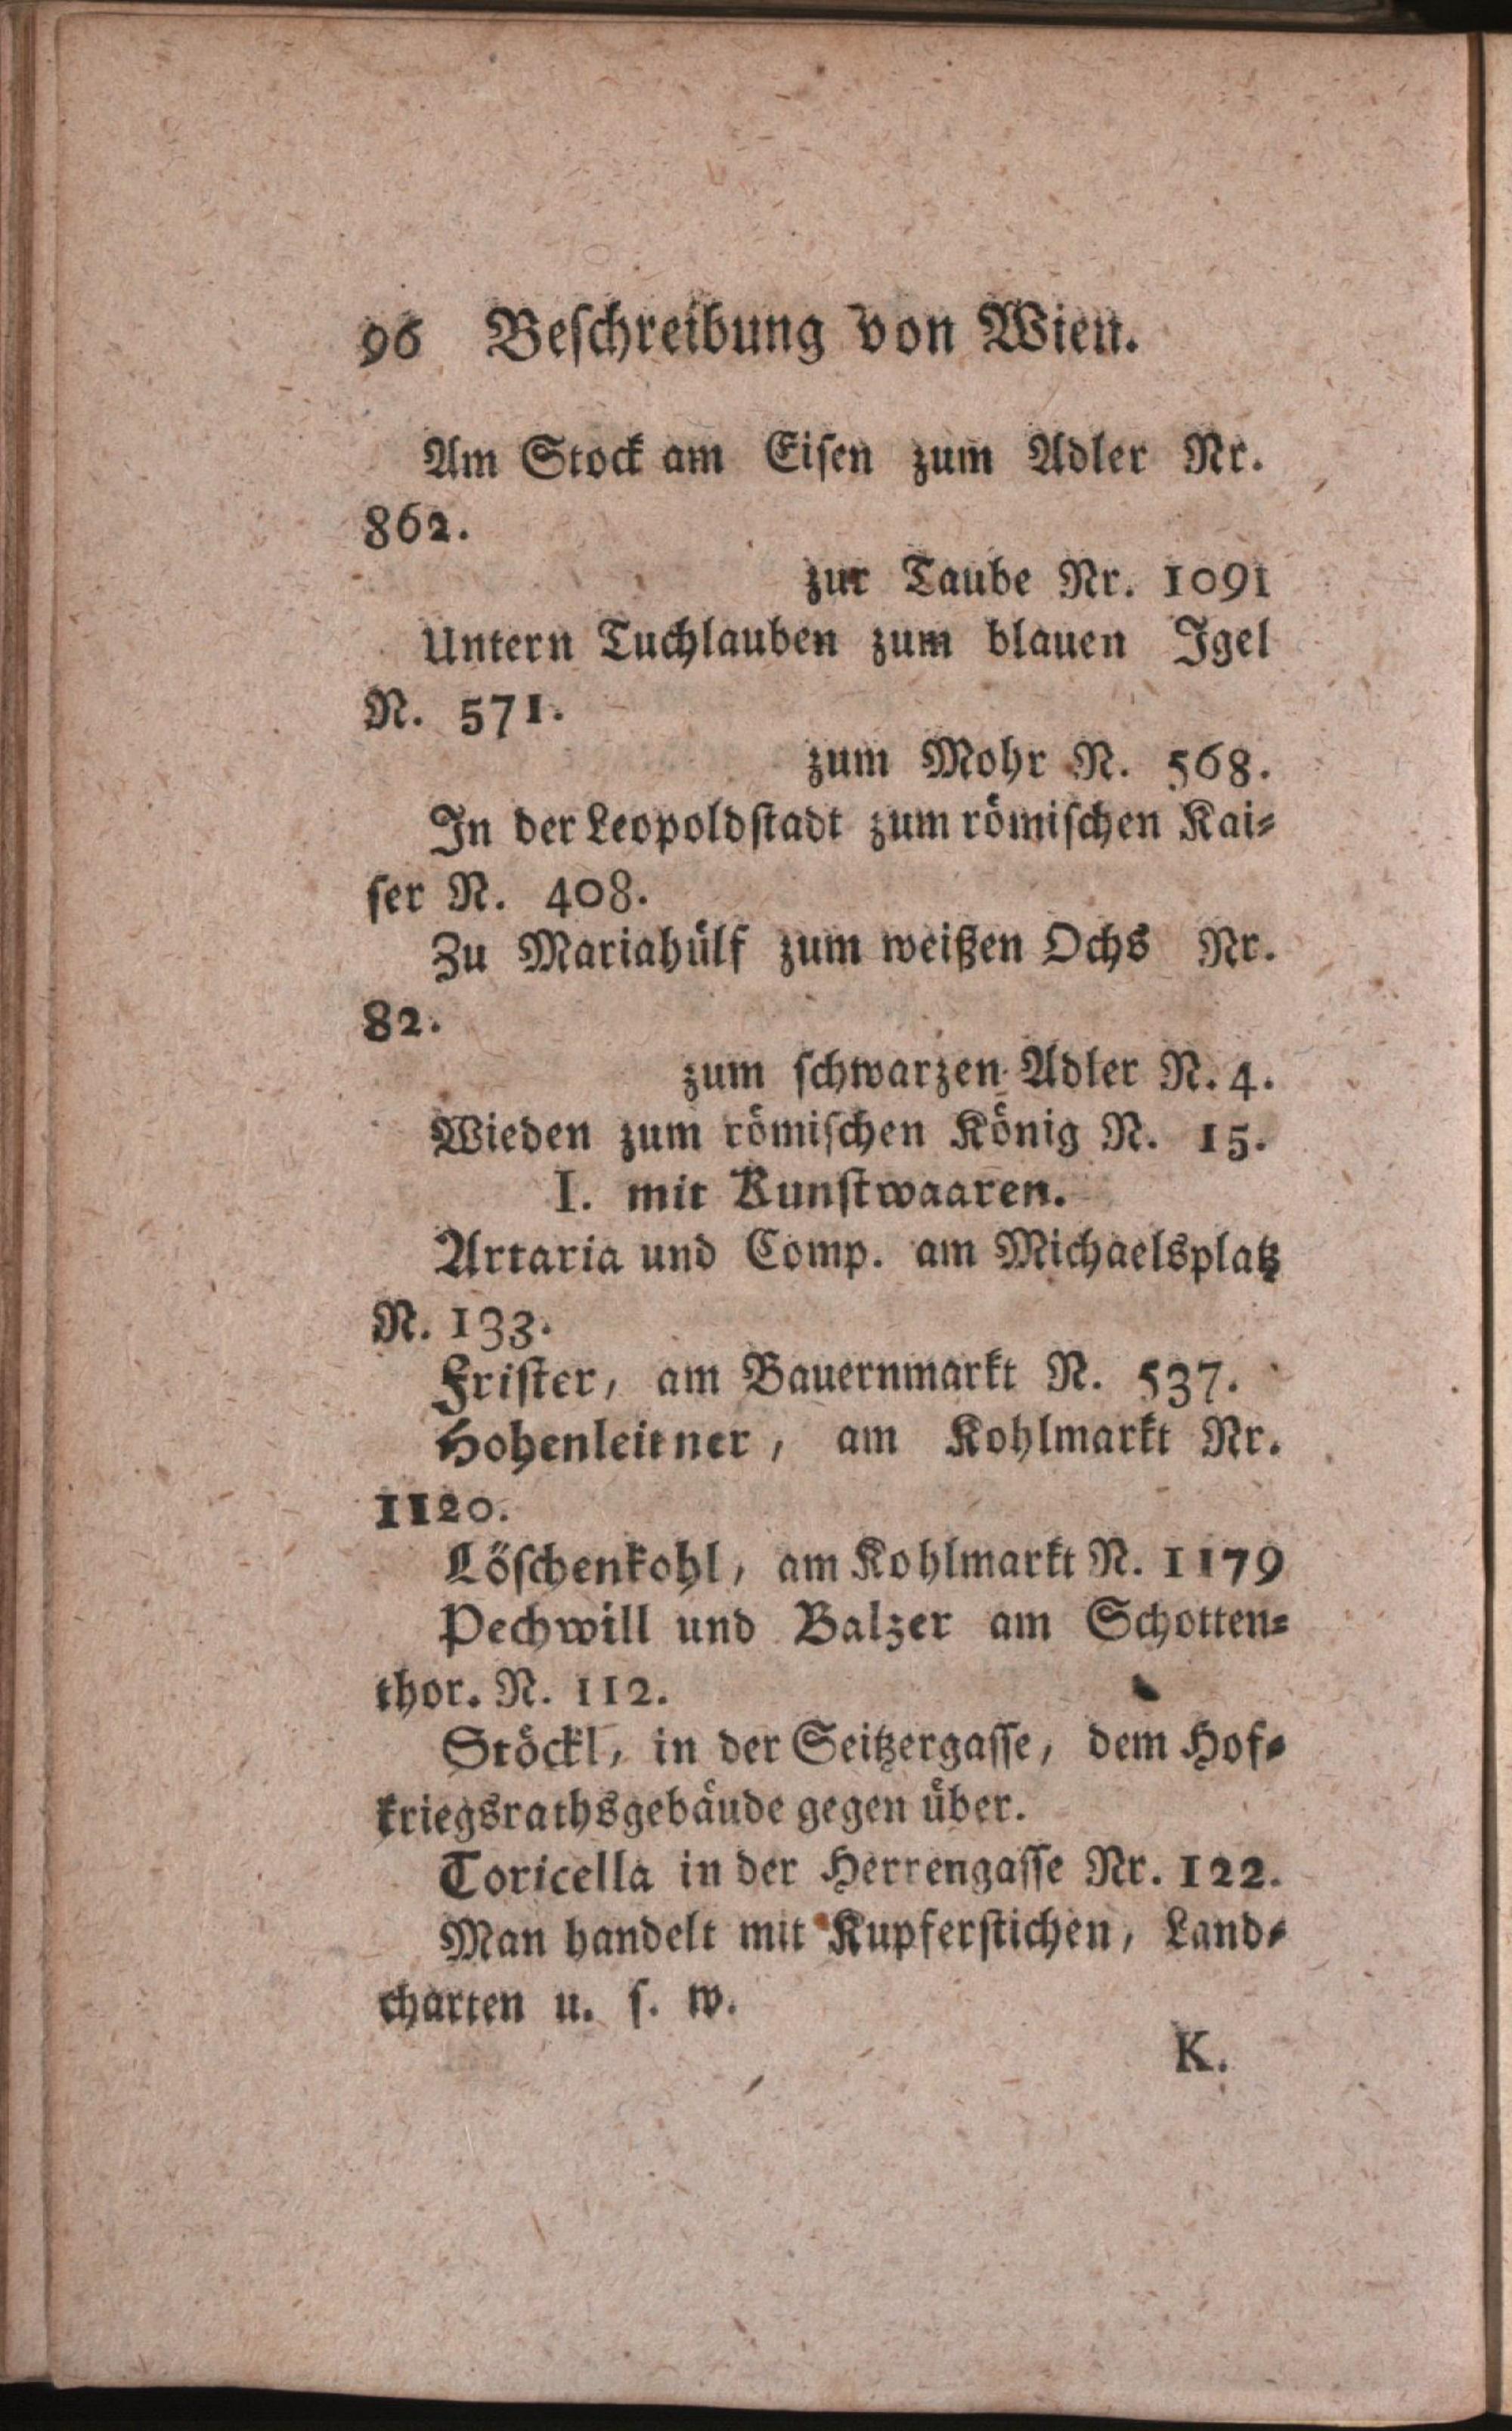 96 Beschreibung von Wien.
Am Stock am Eisen zum Adler Nr.
862.
zur Taube Nr. 1091
Untern Tuchlauben zum blauen Igel
N. 571.
zum Mohr N. 568.
In der Leopoldstadt zum römischen Kai-
ser N. 408.
Zu Mariahülf zum weißen Ochs Nr.
82.
zum schwarzen Adler N. 4.
Wieden zum römischen König N. 15.
I. mit Kunstwaaren.
Artaria und Comp. am Michaelsplatz
N. 133.
Frister, am Bauernmarkt N. 537.
Hohenleitner, am Kohlmarkt Nr.
1120.
Löschenkohl, am Kohlmarkt N. 1179
Pechwill und Balzer am Schotten-
thor. N. 112.
Stöckl, in der Seitzergasse, dem Hof-
kriegsrathsgebäude gegen über.
Toricella in der Herrengasse Nr. 122.
Man handelt mit Kupferstichen, Land-
charten u. s. w.
K.